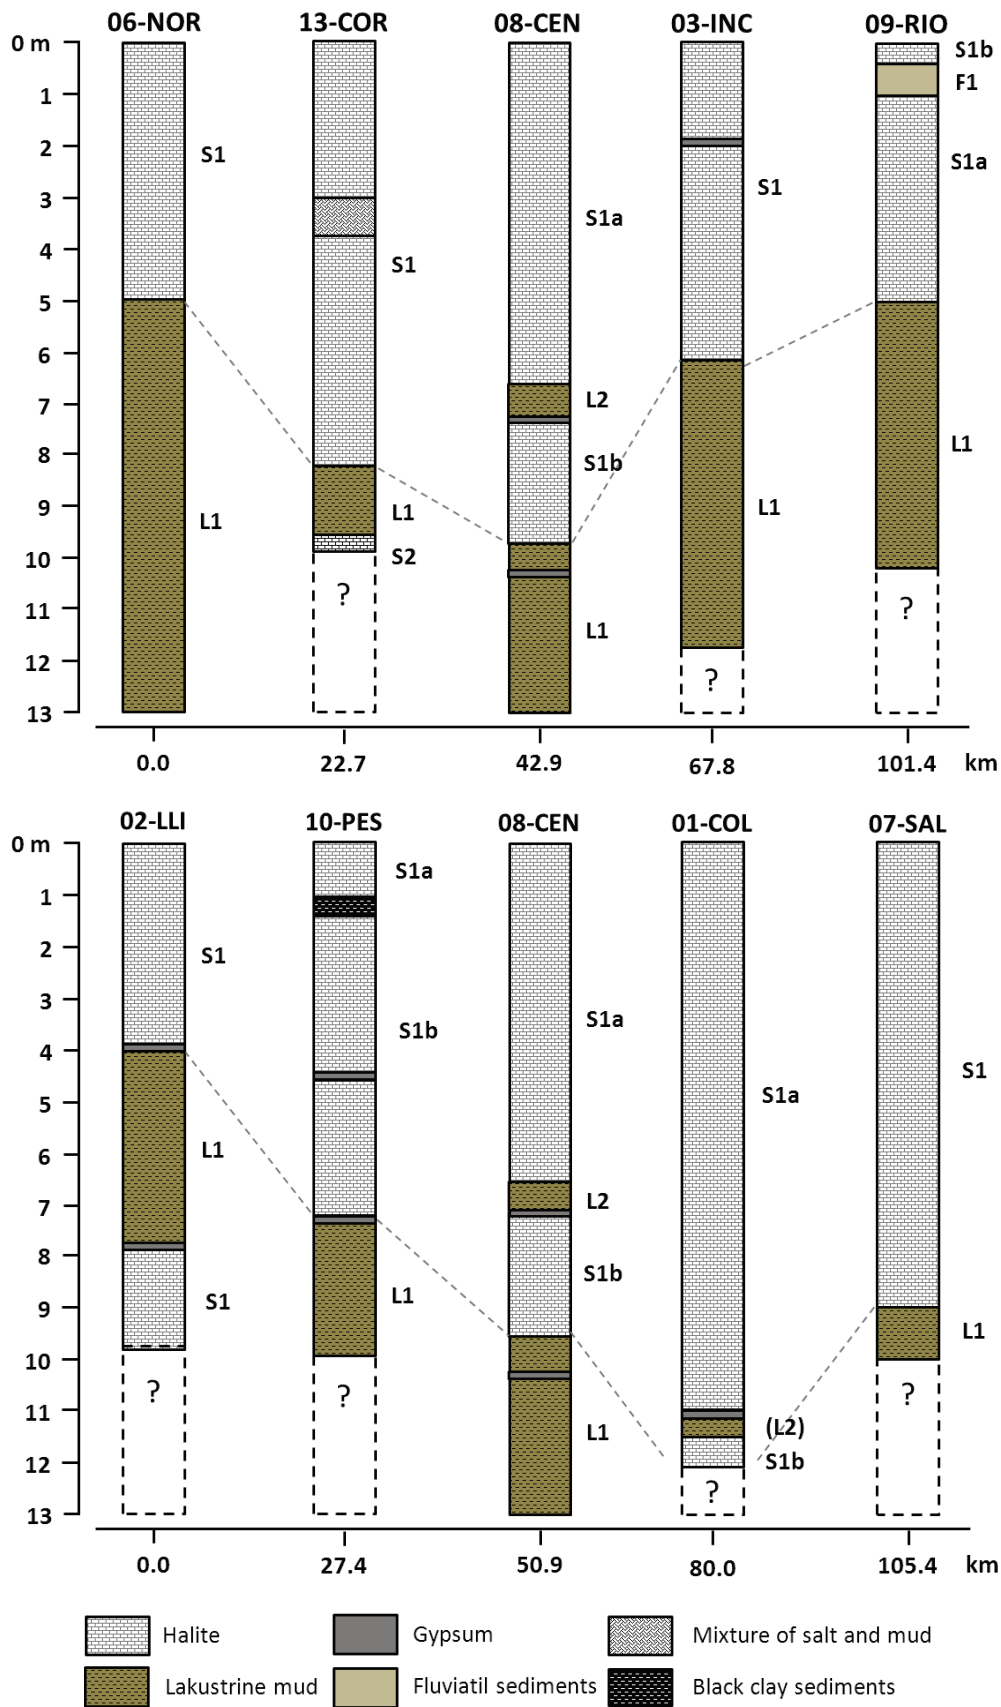 06-NOR 13-COR 08-CEN 03-INC 09-RIO
0 m
S1b
F1
1
2
S1
S1a
S1
3
S1a
4
S1
5
6
7
L2
8
S1b
L1
9
L1
L1
L1
10
S2
?
?
11
L1
12
?
13
0.0 22.7 42.9 67.8 101.4 km
02-LLI 10-PES 08-CEN 01-COL 07-SAL
0 m
S1a
1
2
S1
3
S1b
S1a
4
S1
5
S1a
6
L1
7
L2
8
S1b
9
S1
L1
L1
10
?
?
?
11
(L2)
L1
12
S1b
?
13
0.0 27.4 50.9 80.0 105.4 km
Halite Gypsum Mixture of salt and mud
Lakustrine mud Fluviatil sediments Black clay sediments